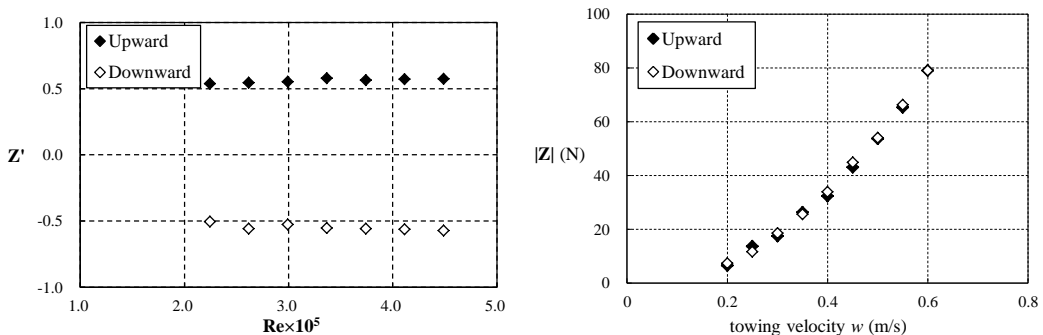 1.0
Upward
Downward
0.5
Z'
0.0
-0.5
-1.0
1.0 2.0 3.0 4.0 5.0
Re×10⁵
100
Upward
Downward
80
60
|Z| (N)
40
20
0
0 0.2 0.4 0.6 0.8
towing velocity w (m/s)